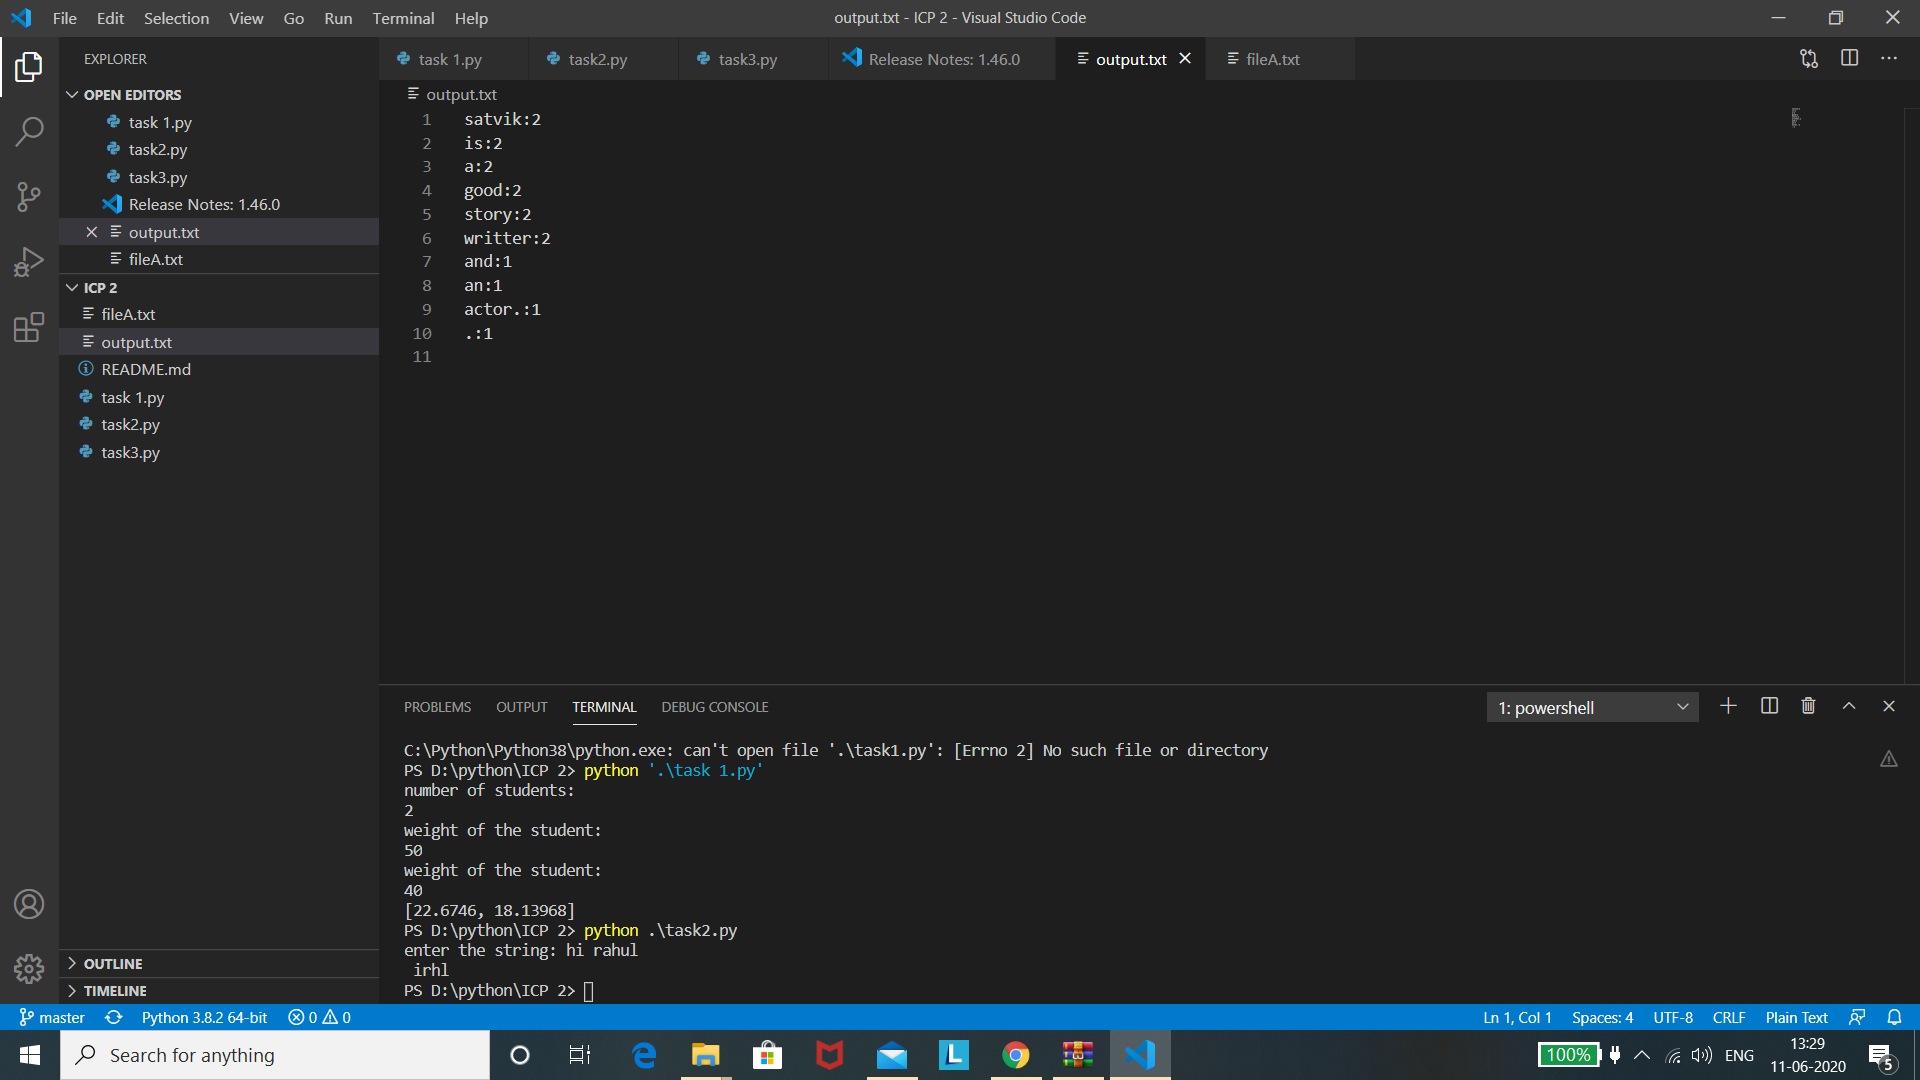 File Edit Selection View Go Run Terminal Help
output.txt - ICP 2 - Visual Studio Code
EXPLORER
OPEN EDITORS
task 1.py
task2.py
task3.py
Release Notes: 1.46.0
output.txt
fileA.txt
ICP 2
fileA.txt
output.txt
README.md
task 1.py
task2.py
task3.py
OUTLINE
TIMELINE
task 1.py task2.py task3.py Release Notes: 1.46.0 output.txt fileA.txt
output.txt
1 satvik:2
2 is:2
3 a:2
4 good:2
5 story:2
6 writter:2
7 and:1
8 an:1
9 actor.:1
10 .:1
11
PROBLEMS OUTPUT TERMINAL DEBUG CONSOLE
1: powershell
C:\Python\Python38\python.exe: can't open file '.\task1.py': [Errno 2] No such file or directory
PS D:\python\ICP 2> python '.\task 1.py'
number of students:
2
weight of the student:
50
weight of the student:
40
[22.6746, 18.13968]
PS D:\python\ICP 2> python .\task2.py
enter the string: hi rahul
 irhl
PS D:\python\ICP 2>
master Python 3.8.2 64-bit 0 0
Ln 1, Col 1 Spaces: 4 UTF-8 CRLF Plain Text
Search for anything
100% ENG
13:29
11-06-2020
5